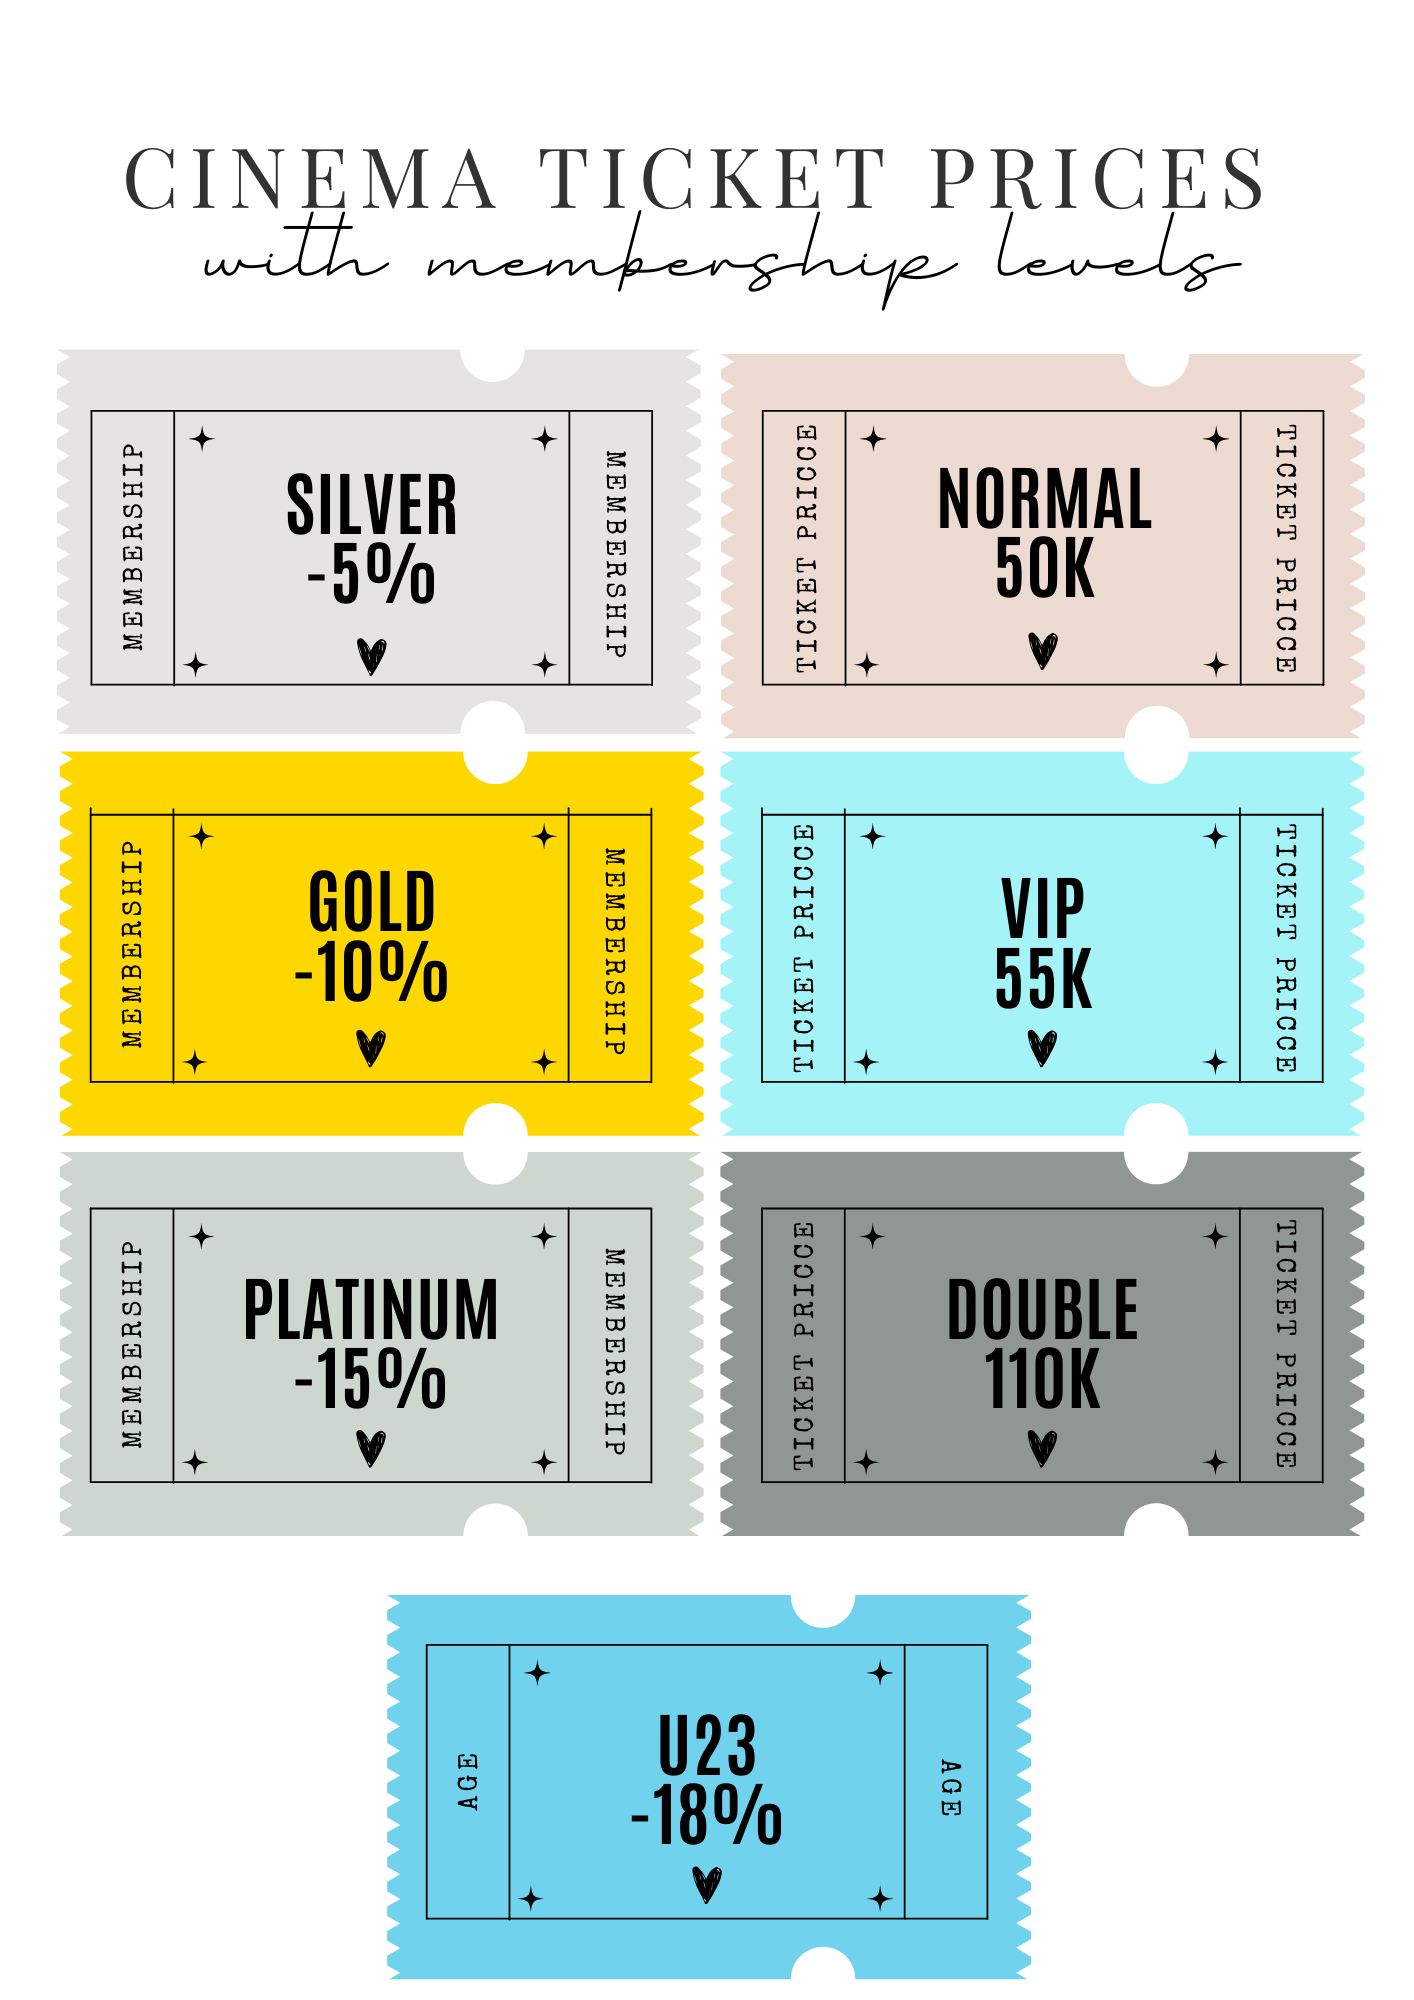 CINEMA TICKET PRICES
with membership levels
MEMBERSHIP
SILVER
-5%
MEMBERSHIP
TICKET PRICCE
NORMAL
50K
TICKET PRICCE
MEMBERSHIP
GOLD
-10%
MEMBERSHIP
TICKET PRICCE
VIP
55K
TICKET PRICCE
MEMBERSHIP
PLATINUM
-15%
MEMBERSHIP
TICKET PRICCE
DOUBLE
110K
TICKET PRICCE
AGE
U23
-18%
AGE